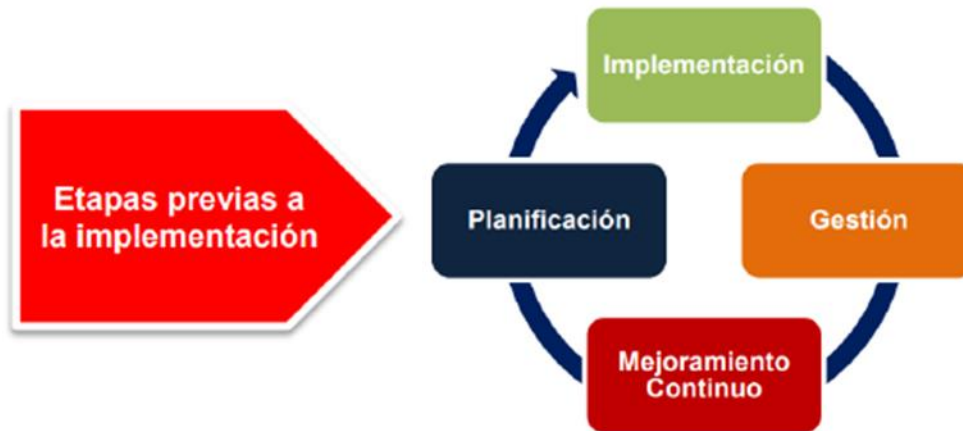 Etapas previas a
la implementación
Implementación
Planificación
Gestión
Mejoramiento
Continuo